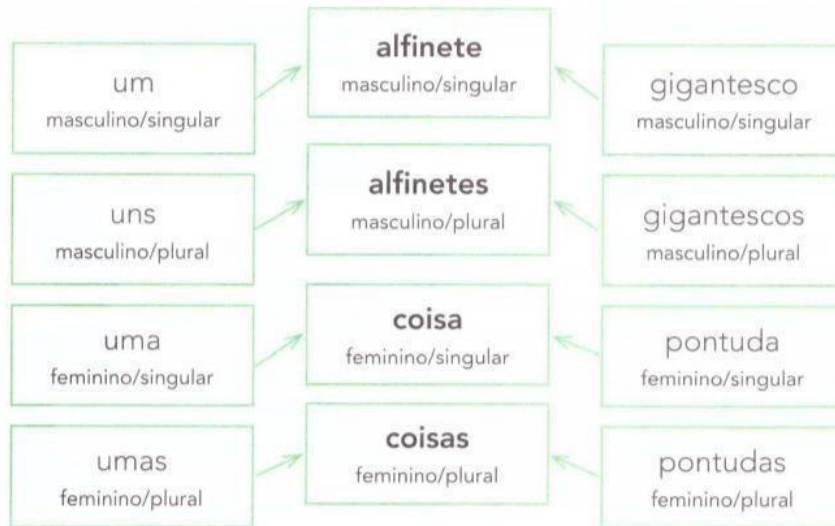 um
masculino/singular
alfinete
masculino/singular
gigantesco
masculino/singular
uns
masculino/plural
alfinetes
masculino/plural
gigantescos
masculino/plural
uma
feminino/singular
coisa
feminino/singular
pontuda
feminino/singular
umas
feminino/plural
coisas
feminino/plural
pontudas
feminino/plural